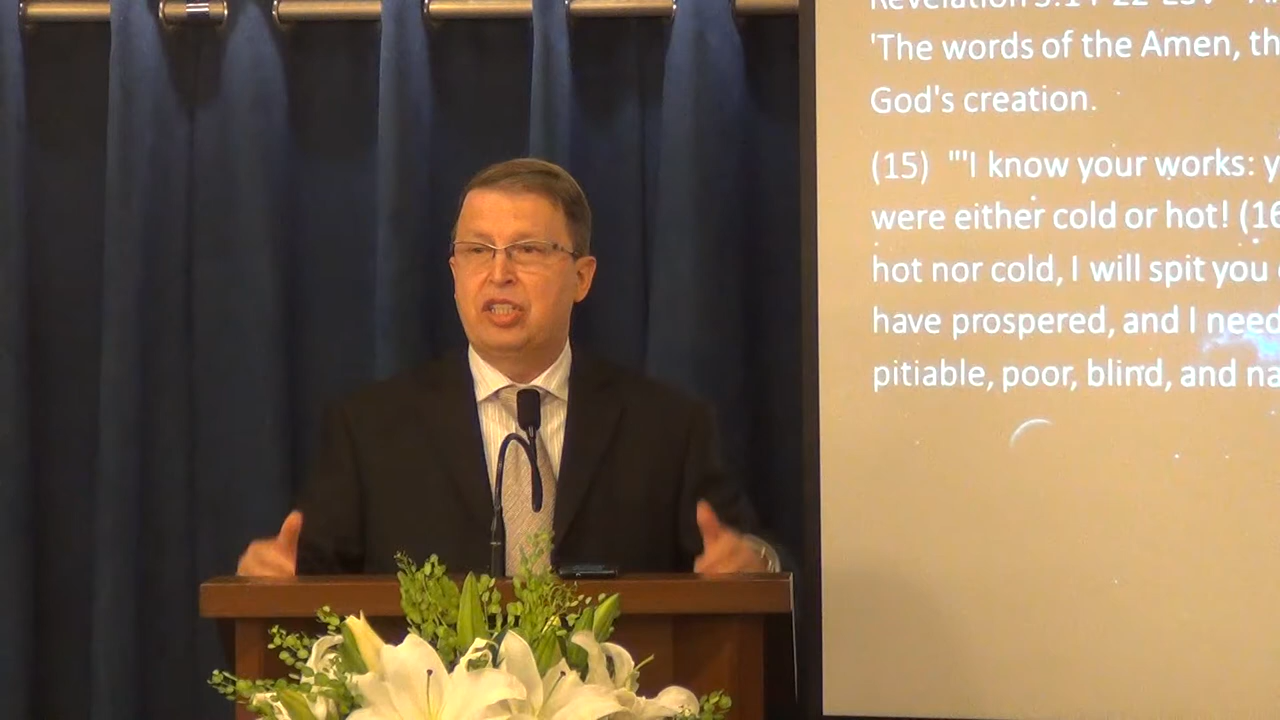 'The words of the Amen, th
God's creation.
(15) "'I know your works: y
were either cold or hot! (16
hot nor cold, I will spit you
have prospered, and I need
pitiable, poor, blind, and na